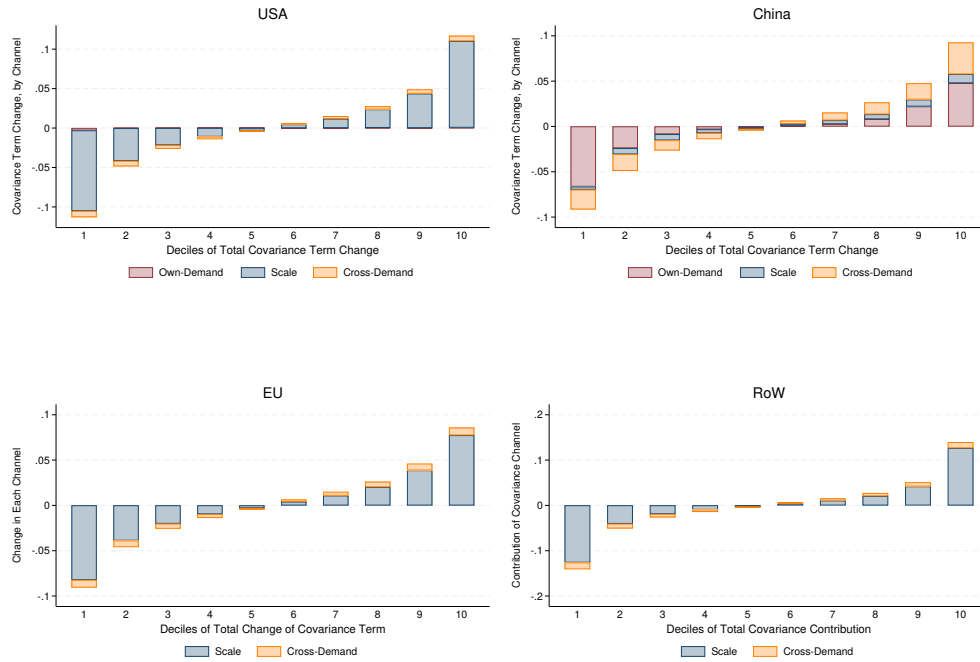 USA
Covariance Term Change, by Channel
.1
.05
0
-.05
-.1
1 2 3 4 5 6 7 8 9 10
Deciles of Total Covariance Term Change
Own-Demand Scale Cross-Demand
China
Covariance Term Change, by Channel
.1
.05
0
-.05
-.1
1 2 3 4 5 6 7 8 9 10
Deciles of Total Covariance Term Change
Own-Demand Scale Cross-Demand
EU
Change in Each Channel
.1
.05
0
-.05
-.1
1 2 3 4 5 6 7 8 9 10
Deciles of Total Change of Covariance Term
Scale Cross-Demand
RoW
Contribution of Covariance Channel
.2
.1
0
-.1
-.2
1 2 3 4 5 6 7 8 9 10
Deciles of Total Covariance Contribution
Scale Cross-Demand